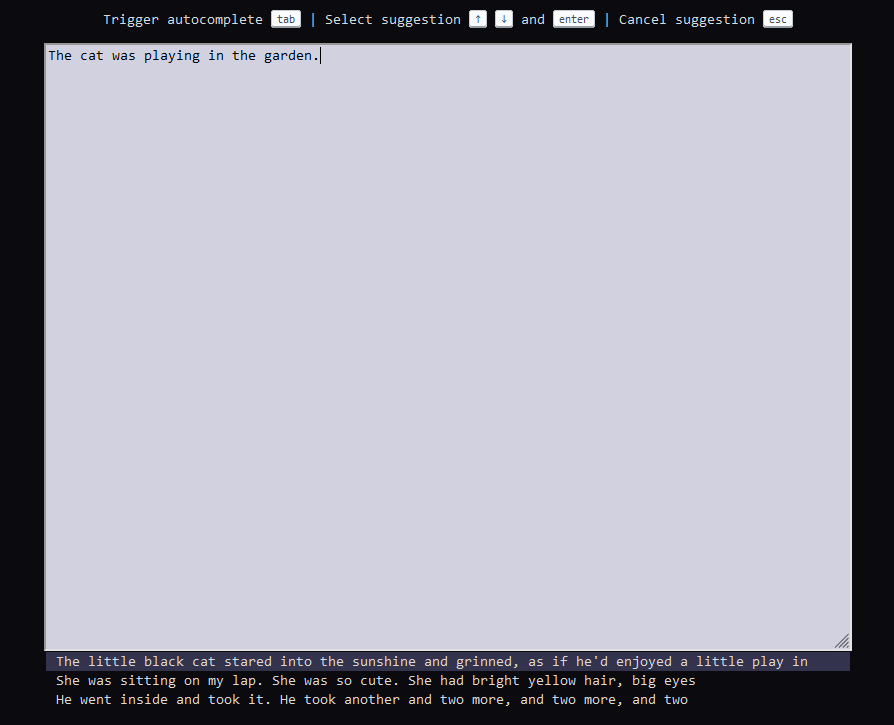 Trigger autocomplete tab | Select suggestion ↑ ↓ and enter | Cancel suggestion esc
The cat was playing in the garden.
The little black cat stared into the sunshine and grinned, as if he'd enjoyed a little play in
She was sitting on my lap. She was so cute. She had bright yellow hair, big eyes
He went inside and took it. He took another and two more, and two more, and two